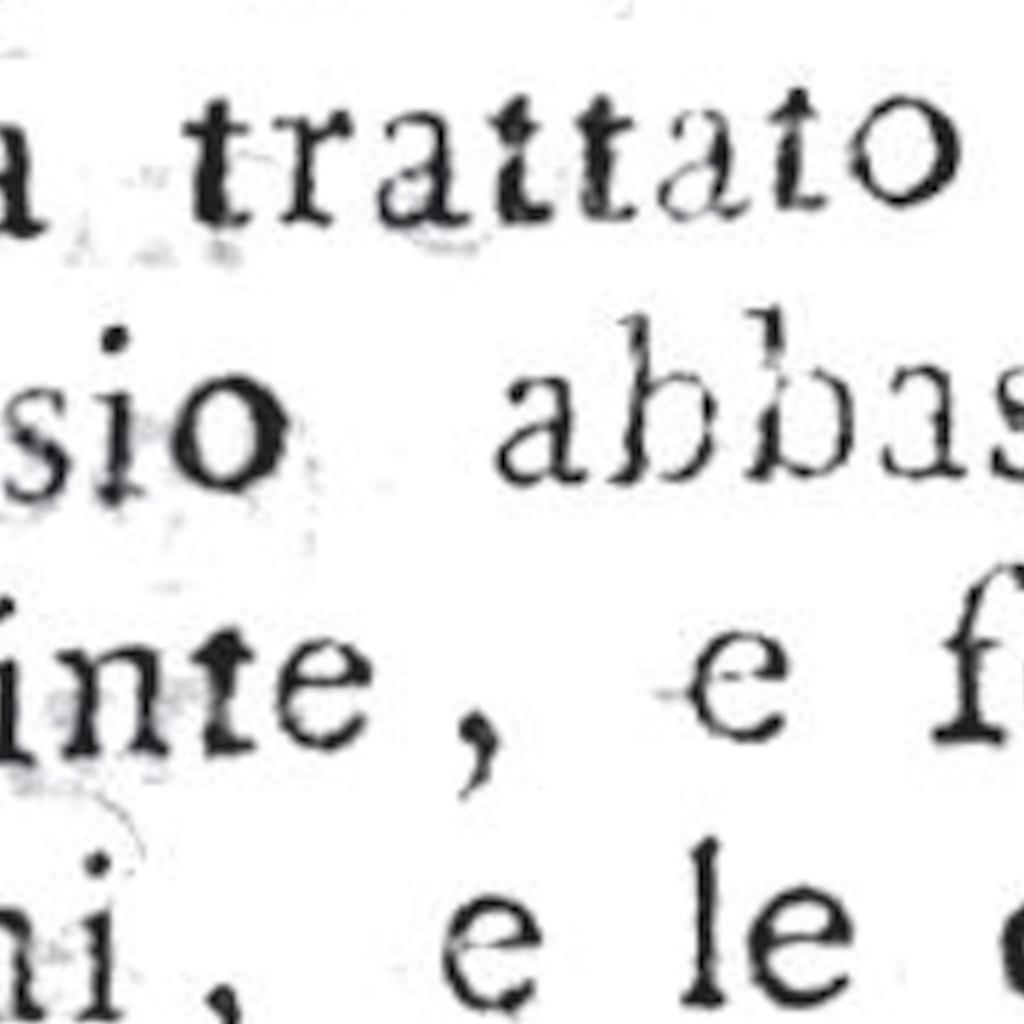 a trattato
sio abbas
inte, e f
ni, e le